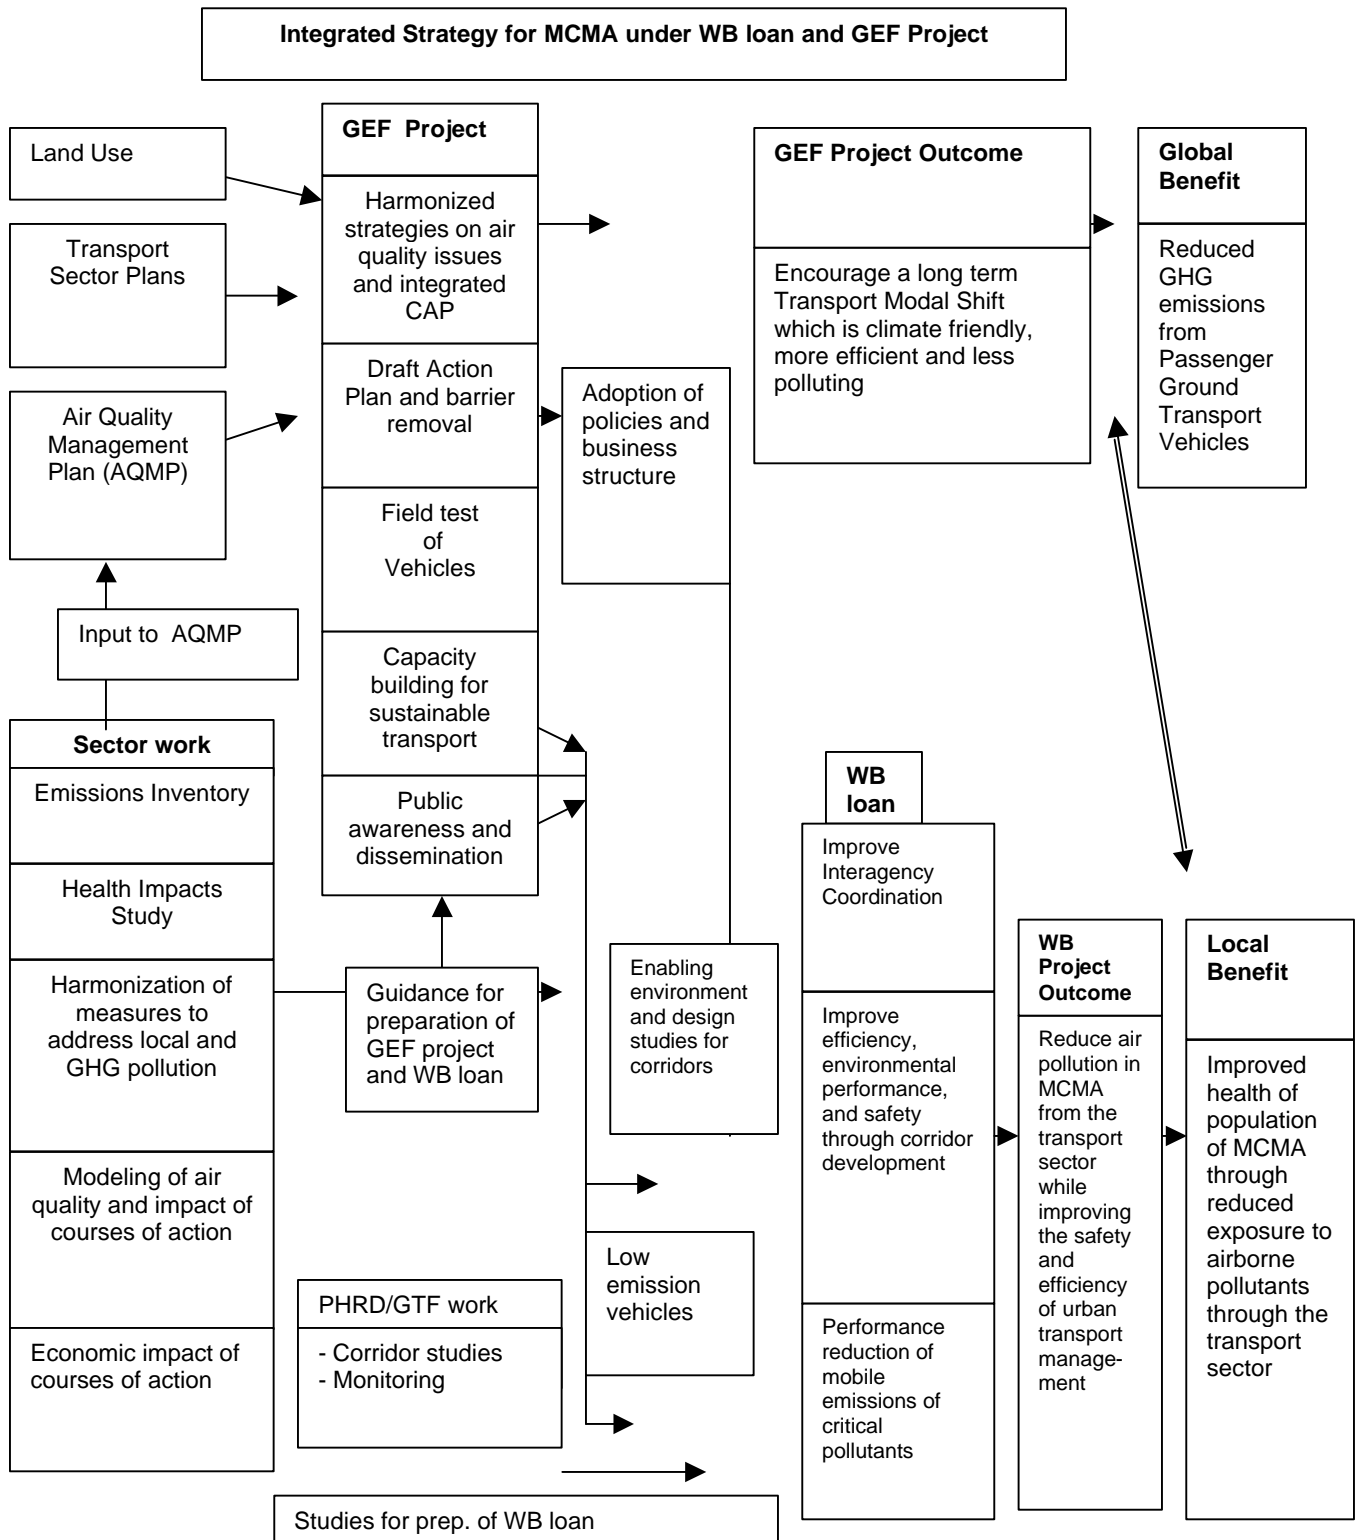 Integrated Strategy for MCMA under WB loan and GEF Project
Land Use
Transport
Sector Plans
Air Quality
Management
Plan (AQMP)
Input to  AQMP
Sector work
Emissions Inventory
Health Impacts
Study
Harmonization of
measures to
address local and
GHG pollution
Modeling of air
quality and impact of
courses of action
Economic impact of
courses of action
GEF  Project
Harmonized
strategies on air
quality issues
and integrated
CAP
Draft Action
Plan and barrier
removal
Field test
of
Vehicles
Capacity
building for
sustainable
transport
Public
awareness and
dissemination
Guidance for
preparation of
GEF project
and WB loan
PHRD/GTF work
- Corridor studies
- Monitoring
Studies for prep. of WB loan
Adoption of
policies and
business
structure
Enabling
environment
and design
studies for
corridors
Low
emission
vehicles
GEF Project Outcome
Encourage a long term
Transport Modal Shift
which is climate friendly,
more efficient and less
polluting
Global
Benefit
Reduced
GHG
emissions
from
Passenger
Ground
Transport
Vehicles
WB
loan
Improve
Interagency
Coordination
Improve
efficiency,
environmental
performance,
and safety
through corridor
development
Performance
reduction of
mobile
emissions of
critical
pollutants
WB
Project
Outcome
Reduce air
pollution in
MCMA
from the
transport
sector
while
improving
the safety
and
efficiency
of urban
transport
manage-
ment
Local
Benefit
Improved
health of
population
of MCMA
through
reduced
exposure to
airborne
pollutants
through the
transport
sector